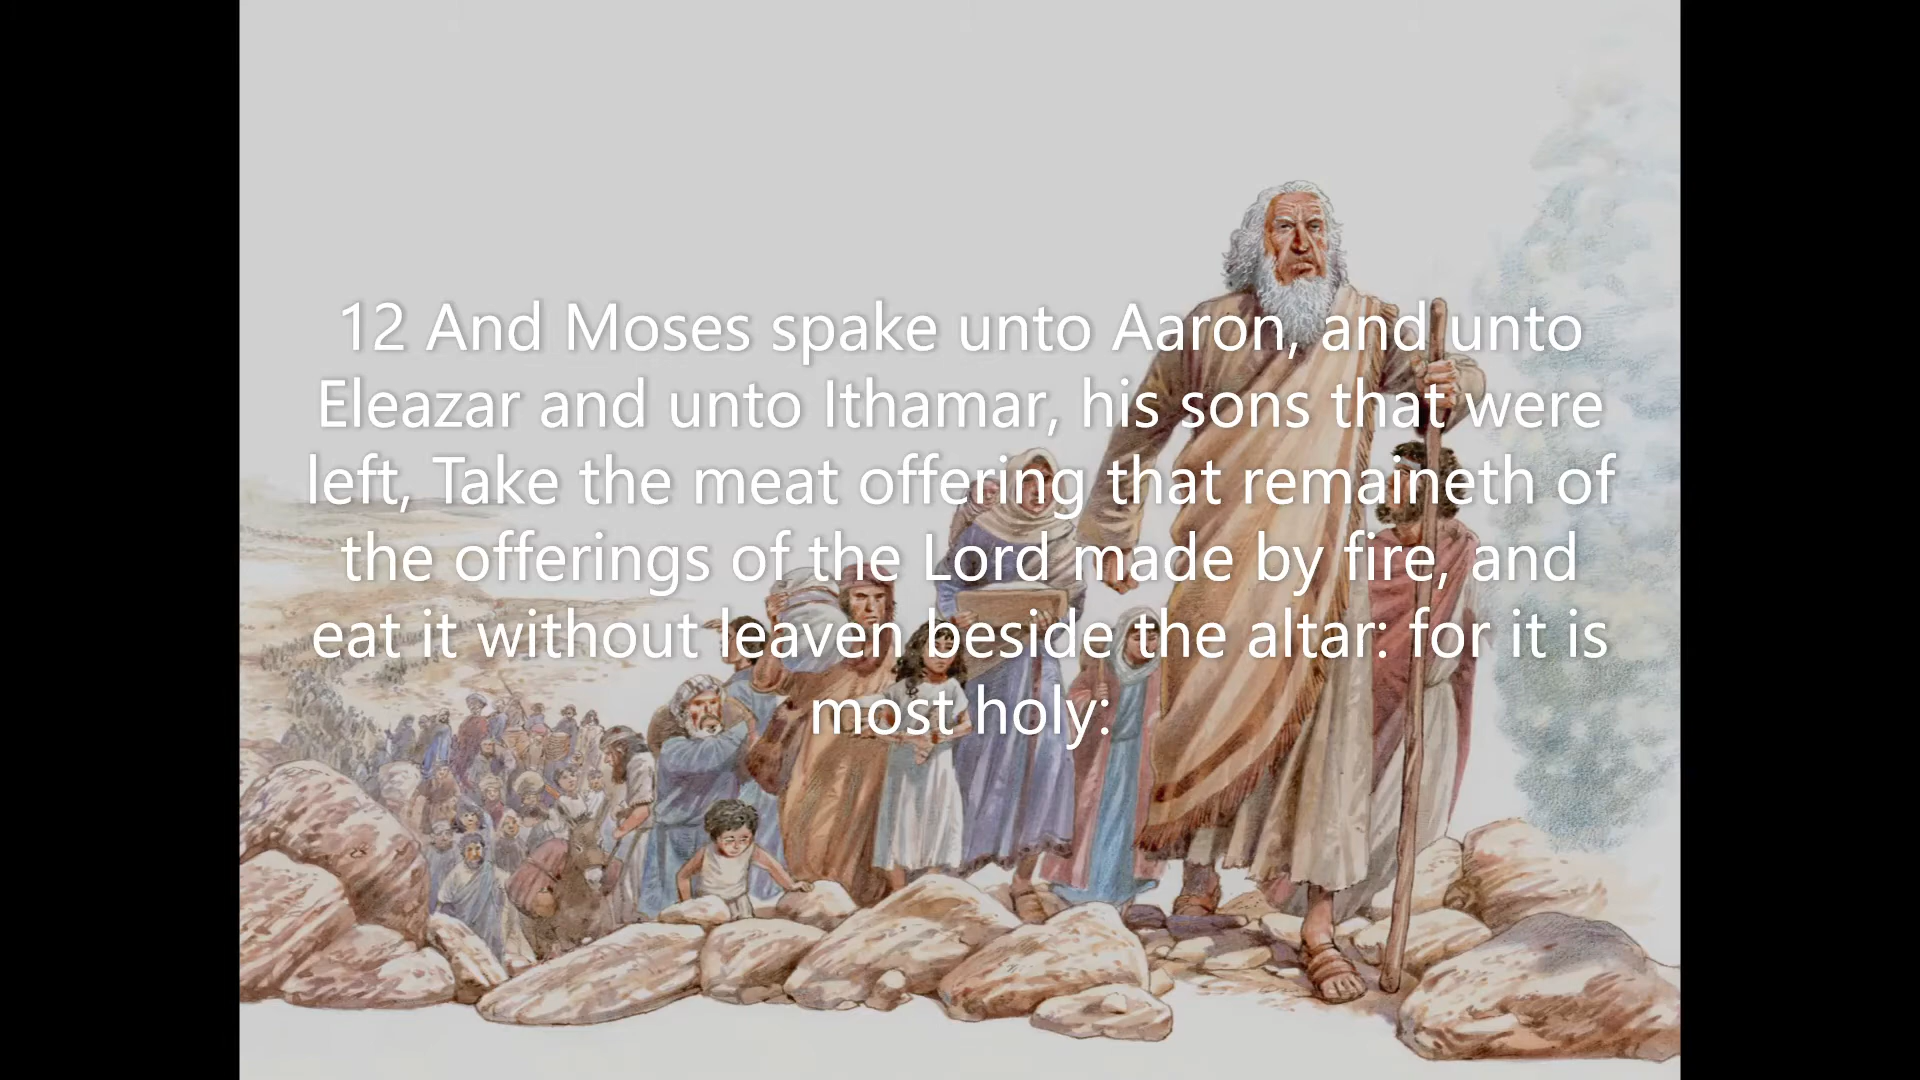 12 And Moses spake unto Aaron, and unto
Eleazar and unto Ithamar, his sons that were
left, Take the meat offering that remaineth of
the offerings of the Lord made by fire, and
eat it without leaven beside the altar: for it is
most holy: